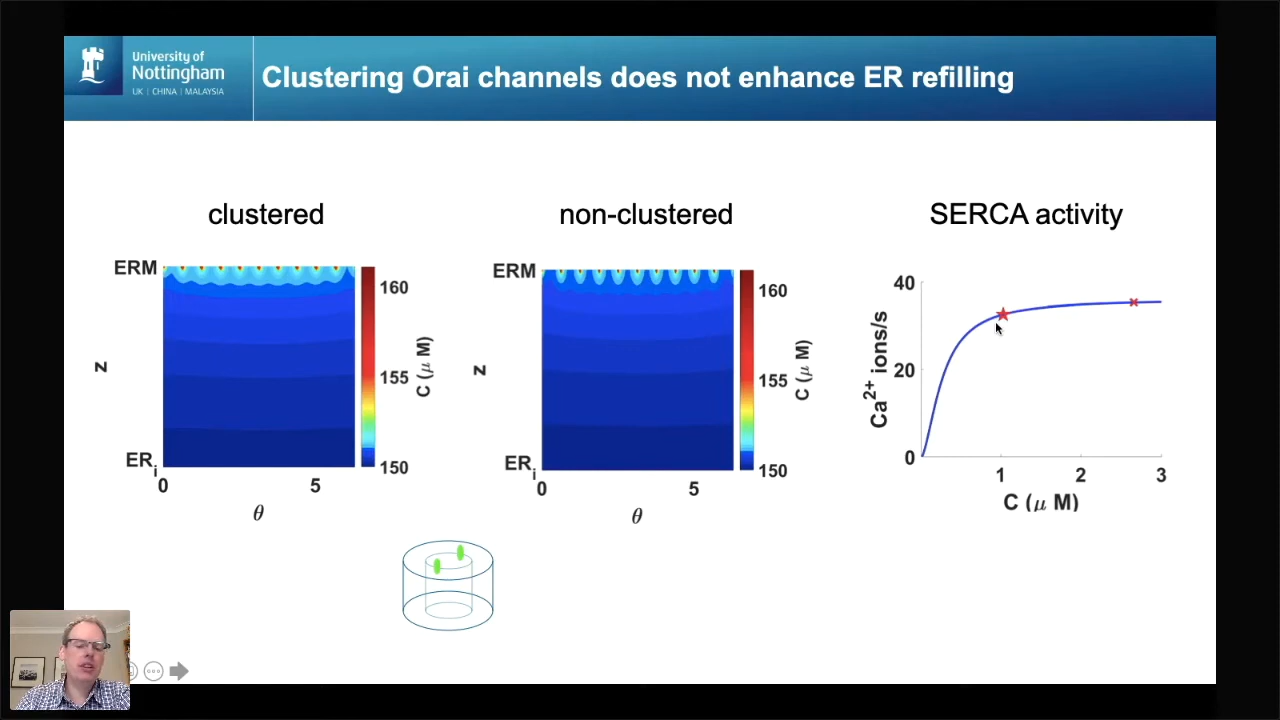 University of
Nottingham
UK | CHINA | MALAYSIA
Clustering Orai channels does not enhance ER refilling
clustered
non-clustered
SERCA activity
ERM
z
ERi
0
5
θ
160
155
150
C (μ M)
ERM
z
ERi
0
5
θ
160
155
150
C (μ M)
40
20
0
Ca2+ ions/s
1
2
3
C (μ M)